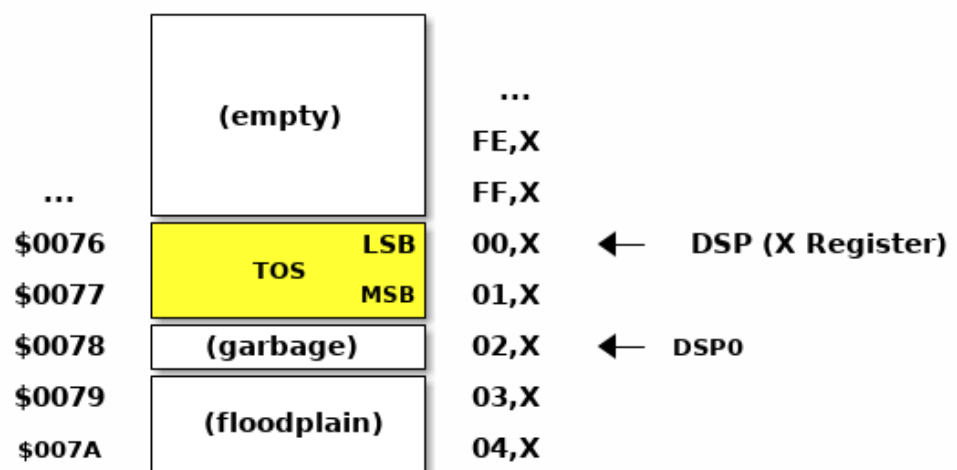 ...
(empty)
FE,X
... FF,X
$0076 LSB 00,X DSP (X Register)
TOS
$0077 MSB 01,X
$0078 (garbage) 02,X DSP0
$0079 03,X
(floodplain)
$007A 04,X